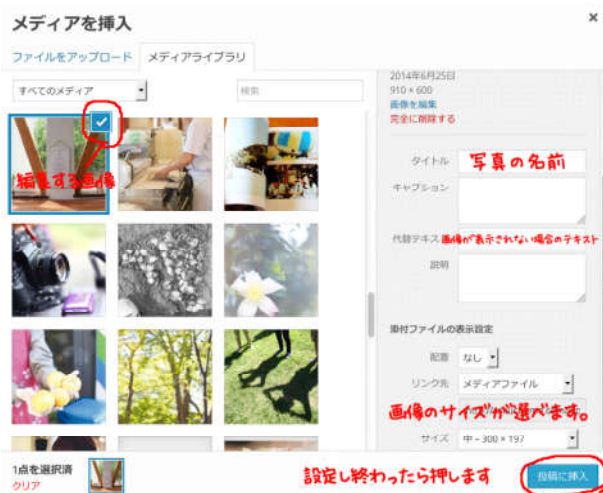 メディアを挿入
×
ファイルをアップロード
メディアライブラリ
すべてのメディア
検索
2014年6月25日
910 × 600
画像を編集
完全に削除する
編集する画像
タイトル
写真の名前
キャプション
代替テキス
画像が表示されない場合のテキスト
説明
添付ファイルの表示設定
配置
なし
リンク先
メディアファイル
画像のサイズが選べます。
サイズ
中 – 300 × 197
1点を選択済
クリア
設定し終わったら押します
投稿に挿入